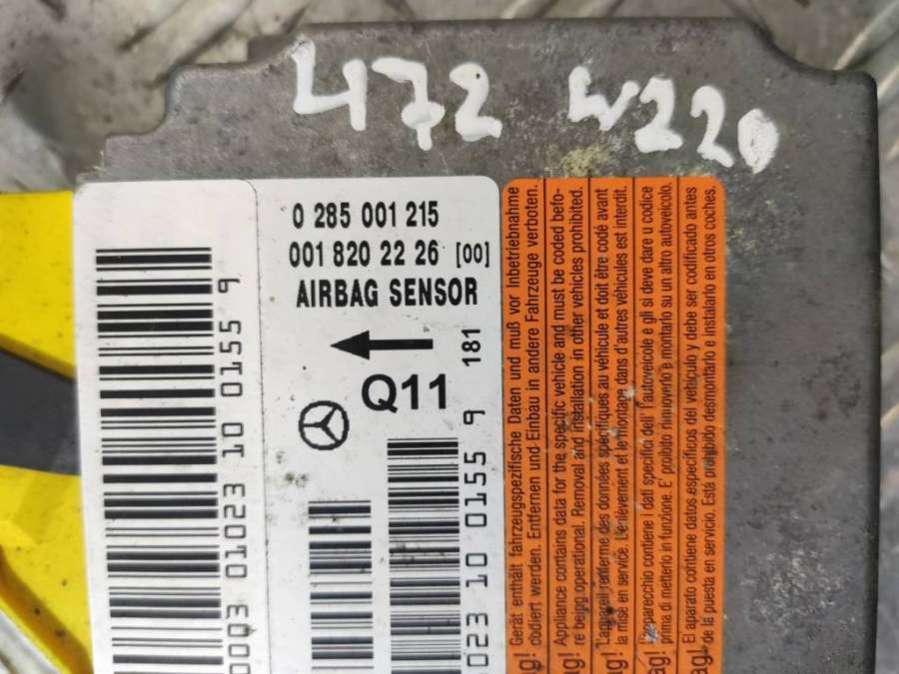 472 W220
0 285 001 215
001 820 22 26 [00]
AIRBAG SENSOR
181
Q11
0003 01023 10 0155 9
023 10 0155 9
Gerät enthält fahrzeugspezifische Daten und muß vor Inbetriebnahme
codiert werden. Entfernen und Einbau in andere Fahrzeuge verboten.
Appliance contains data for the specific vehicle and must be coded befo-
re being operational. Removal and installation in other vehicles prohibited.
L'appareil renferme des données spécifiques au véhicule et doit être codé avant
la mise en service. L'enlèvement et le montage dans d'autres véhicules est interdit.
L'apparecchio contiene i dati specifici dell'autoveicolo e gli si deve dare u codice
prima di metterlo in funzione. E' proibito rimuoverlo e montarlo su un altro autoveicolo.
El aparato contiene datos específicos del vehículo y debe ser codificado antes
de la puesta en servicio. Está prohibido desmontarlo e instalarlo en otros coches.